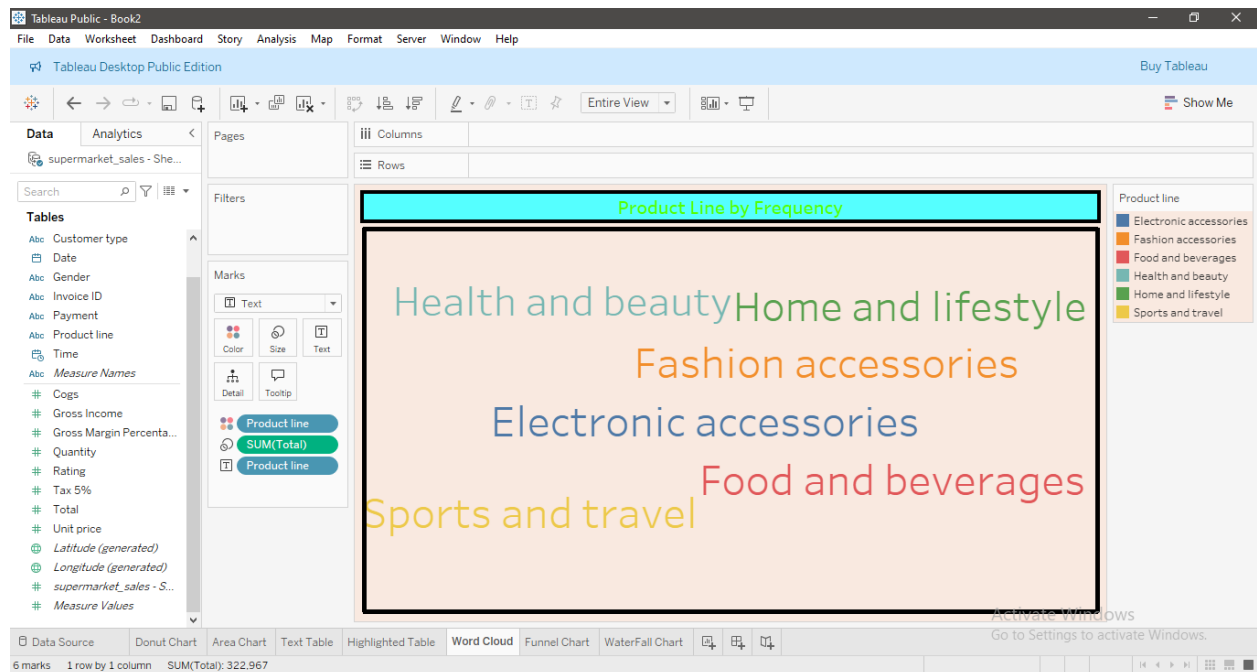 Tableau Public - Book2
File Data Worksheet Dashboard Story Analysis Map Format Server Window Help
Tableau Desktop Public Edition Buy Tableau
Entire View Show Me
Data Analytics Pages Columns
supermarket_sales - She...
Rows
Search Filters
Product Line by Frequency
Product line
Tables
Electronic accessories
Fashion accessories
Food and beverages
Health and beauty
Home and lifestyle
Sports and travel
Abc Customer type
Date
Abc Gender
Abc Invoice ID
Abc Payment
Abc Product line
Time
Abc Measure Names
# Cogs
# Gross Income
# Gross Margin Percenta...
# Quantity
# Rating
# Tax 5%
# Total
# Unit price
Latitude (generated)
Longitude (generated)
# supermarket_sales - S...
# Measure Values
Marks
T Text
Color Size Text
Detail Tooltip
Product line
SUM(Total)
T Product line
Health and beauty Home and lifestyle
Fashion accessories
Electronic accessories
Food and beverages
Sports and travel
Activate Windows
Go to Settings to activate Windows.
Data Source Donut Chart Area Chart Text Table Highlighted Table Word Cloud Funnel Chart WaterFall Chart
6 marks 1 row by 1 column SUM(Total): 322,967